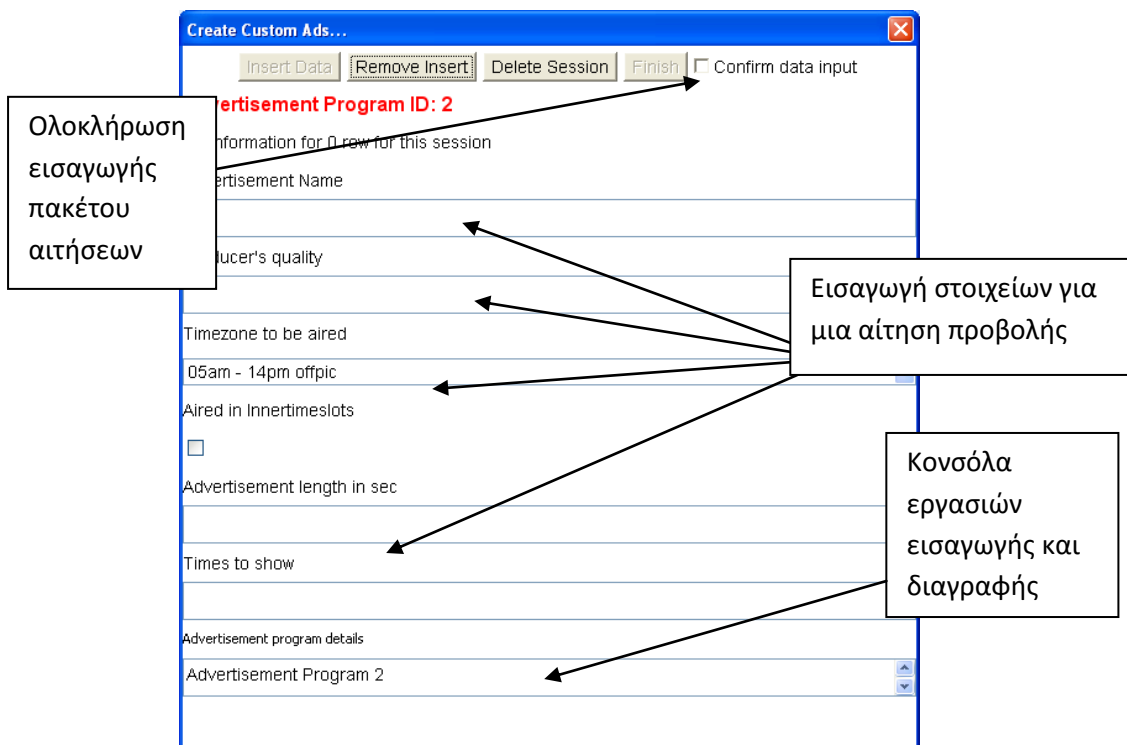 Create Custom Ads...
Insert Data Remove Insert Delete Session Finish Confirm data input
vertisement Program ID: 2
nformation for 0 row for this session
ertisement Name
ducer's quality
Timezone to be aired
05am - 14pm offpic
Aired in Innertimeslots
Advertisement length in sec
Times to show
Advertisement program details
Advertisement Program 2
Ολοκλήρωση
εισαγωγής
πακέτου
αιτήσεων
Εισαγωγή στοιχείων για
μια αίτηση προβολής
Κονσόλα
εργασιών
εισαγωγής και
διαγραφής